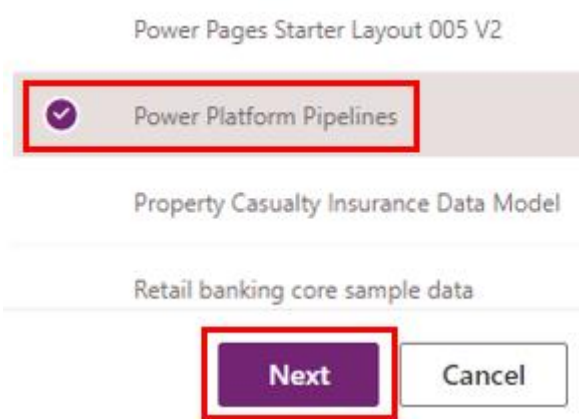 Power Pages Starter Layout 005 V2
Power Platform Pipelines
Property Casualty Insurance Data Model
Retail banking core sample data
Next Cancel